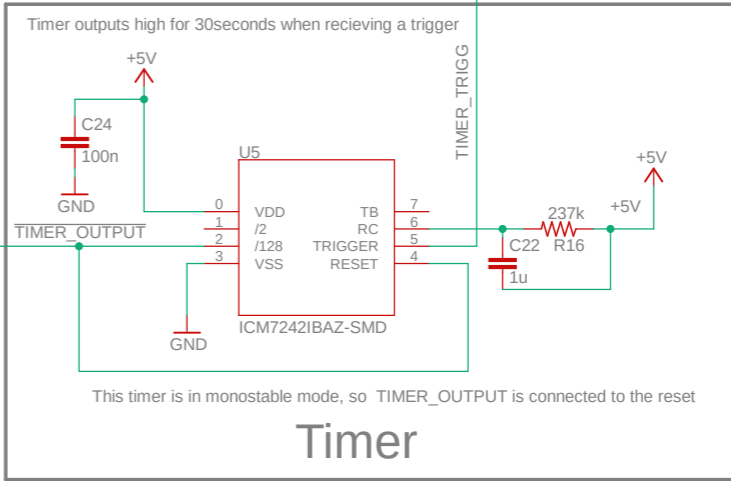 Timer outputs high for 30seconds when recieving a trigger
+5V
C24
100n
GND
TIMER_OUTPUT
TIMER_TRIGG
U5
0 VDD TB 7
1 /2 RC 6
2 /128 TRIGGER 5
3 VSS RESET 4
ICM7242IBAZ-SMD
GND
+5V
237k
+5V
R16
C22
1u
This timer is in monostable mode, so TIMER_OUTPUT is connected to the reset
Timer